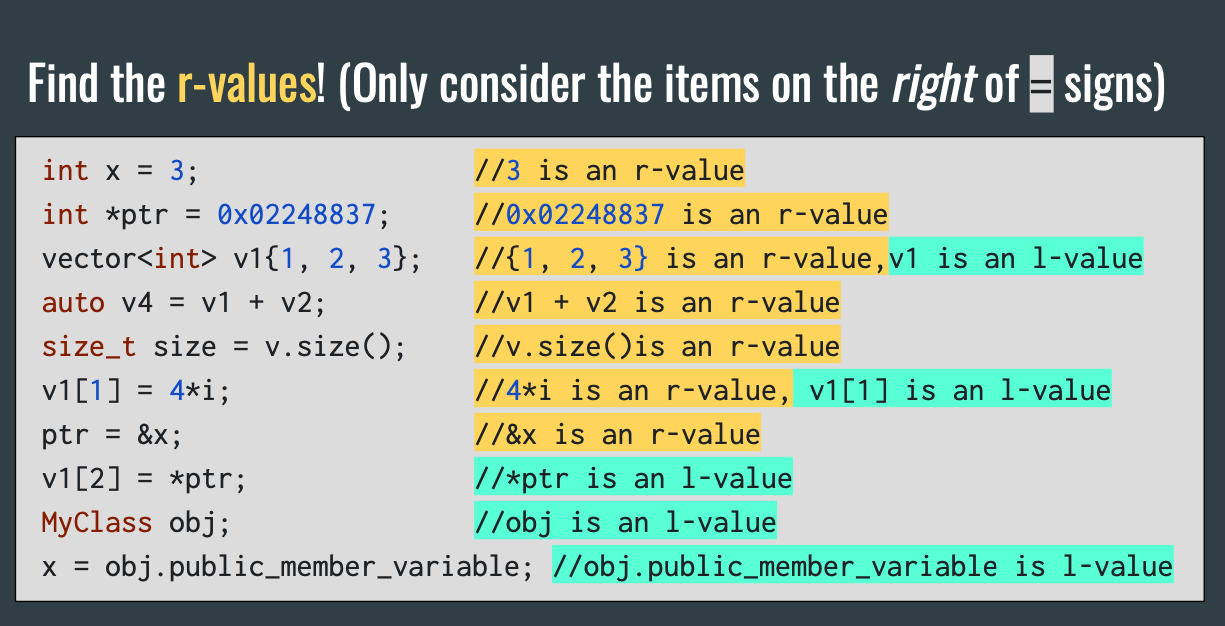 Find the r-values! (Only consider the items on the right of = signs)
int x = 3; //3 is an r-value
int *ptr = 0x02248837; //0x02248837 is an r-value
vector<int> v1{1, 2, 3}; //{1, 2, 3} is an r-value,v1 is an l-value
auto v4 = v1 + v2; //v1 + v2 is an r-value
size_t size = v.size(); //v.size()is an r-value
v1[1] = 4*i; //4*i is an r-value, v1[1] is an l-value
ptr = &x; //&x is an r-value
v1[2] = *ptr; //*ptr is an l-value
MyClass obj; //obj is an l-value
x = obj.public_member_variable; //obj.public_member_variable is l-value